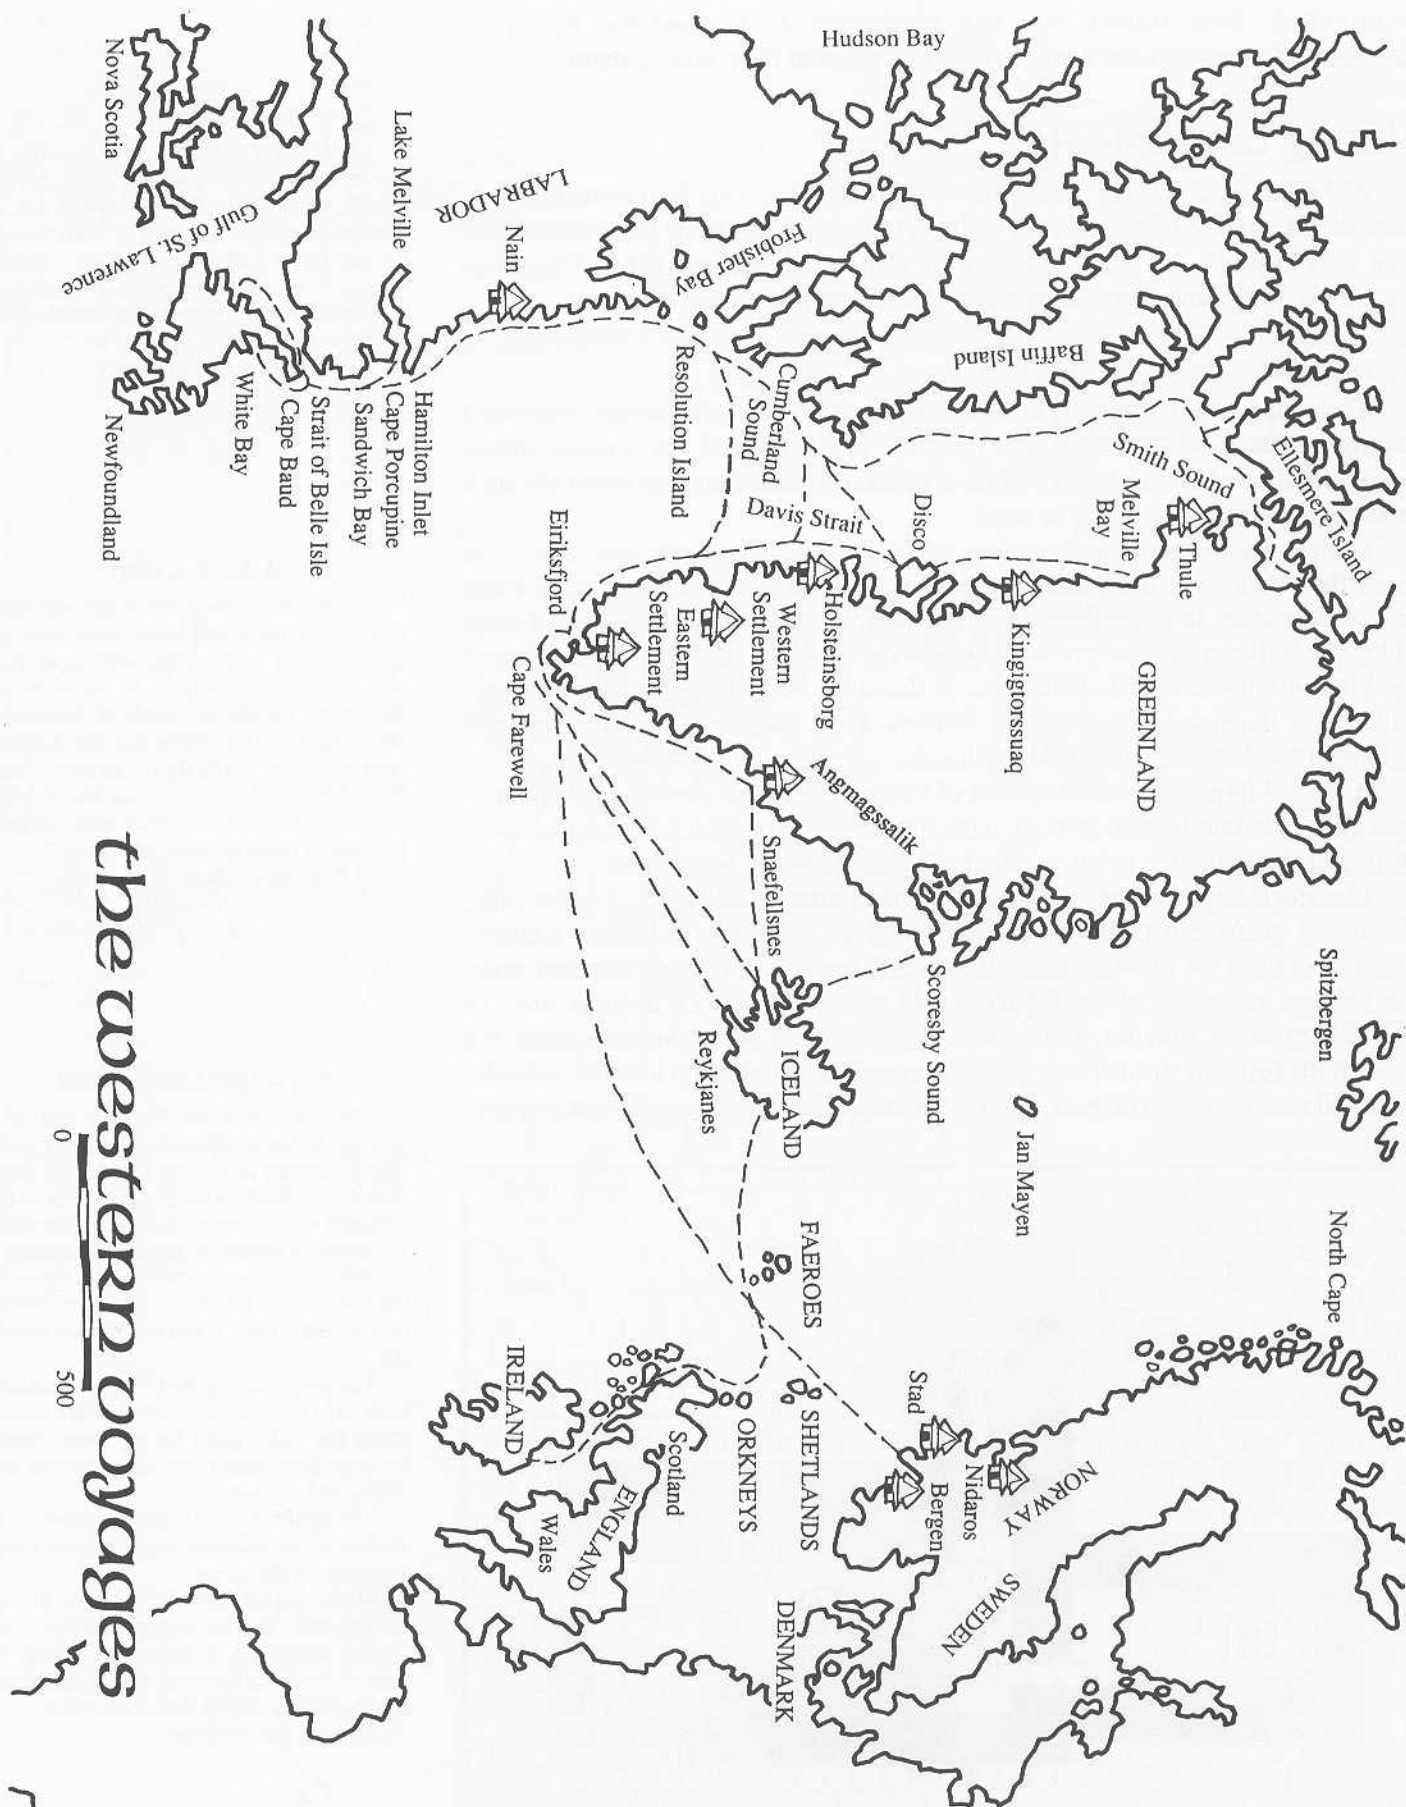 Hudson Bay
Nova Scotia
Lake Melville
LABRADOR
Gulf of St. Lawrence
Nain
Frobisher Bay
Baffin Island
Ellesmere Island
Smith Sound
Cumberland
Sound
Resolution Island
Davis Strait
Disco
Melville
Bay
Thule
Hamilton Inlet
Cape Porcupine
Sandwich Bay
Strait of Belle Isle
Cape Baud
White Bay
Newfoundland
Eiriksfjord
Holsteinsborg
Western
Settlement
Eastern
Settlement
Kingigtorssuaq
GREENLAND
Cape Farewell
Angmagssalik
Snaefellsnes
Scoresby Sound
Spitzbergen
ICELAND
Reykjanes
Jan Mayen
FAEROES
North Cape
IRELAND
Scotland
ORKNEYS
SHETLANDS
Stad
Nidaros
Bergen
NORWAY
ENGLAND
Wales
SWEDEN
DENMARK
the western voyages
0 500